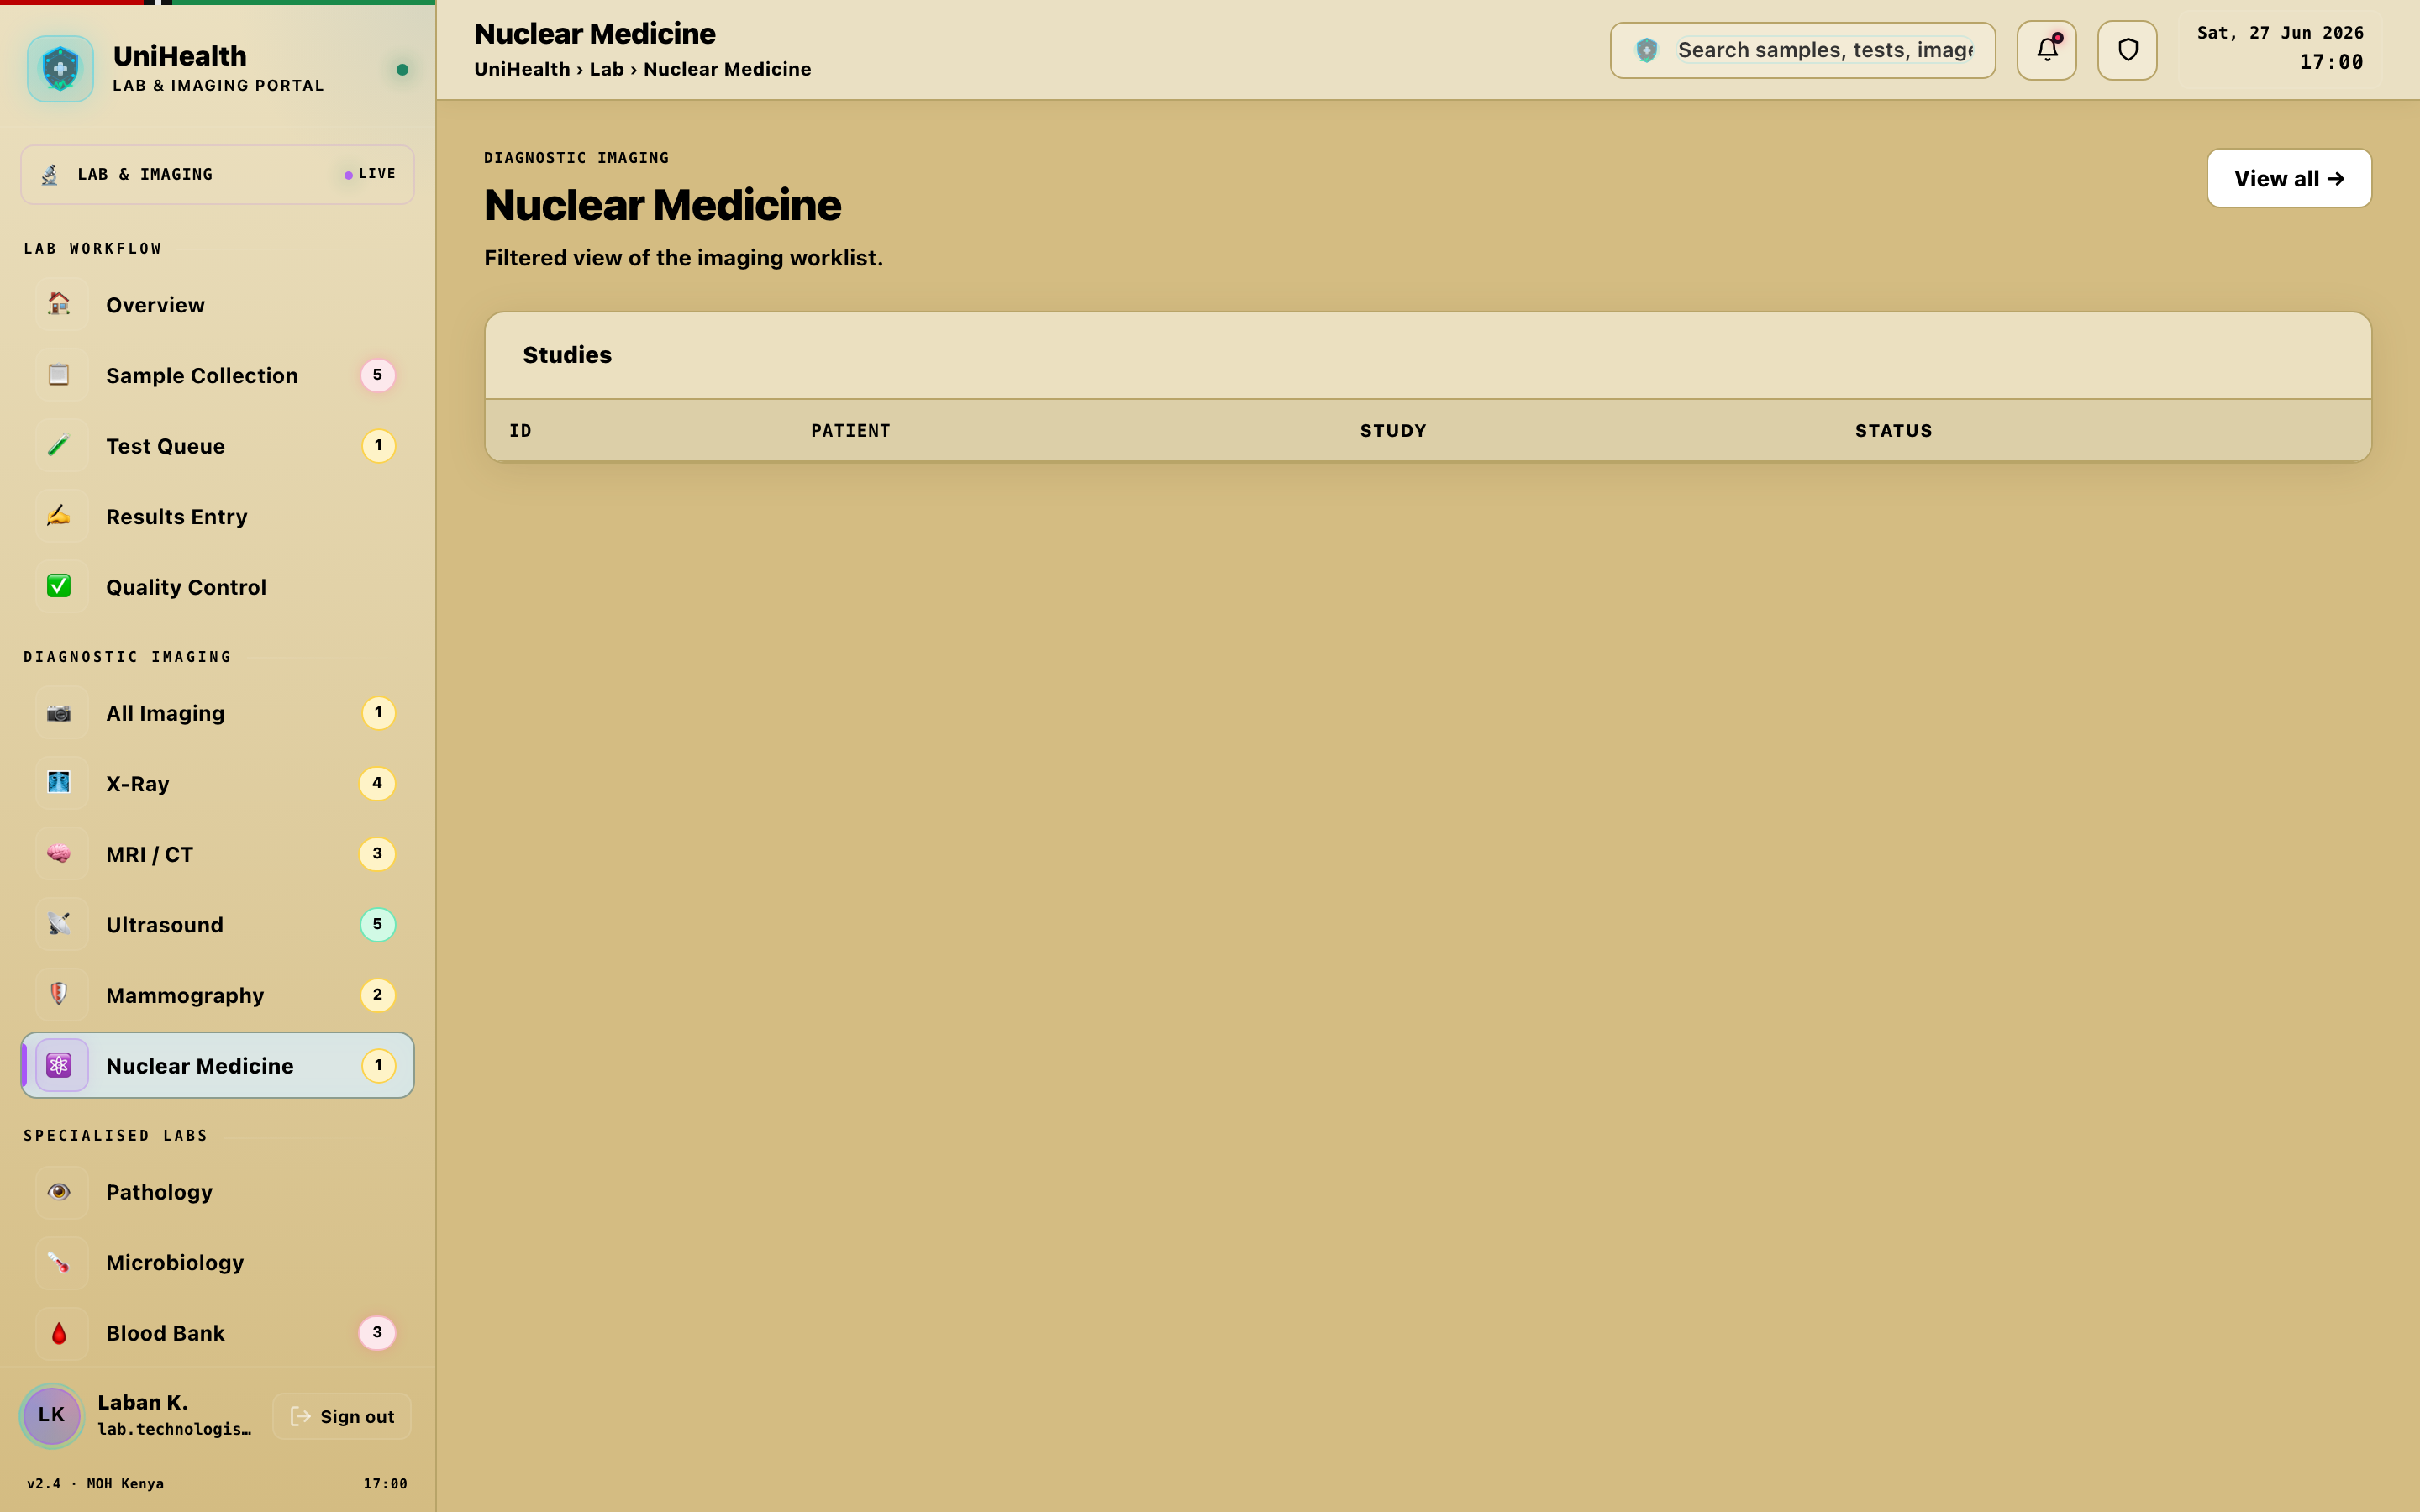 UniHealth
LAB & IMAGING PORTAL
LAB & IMAGING
LIVE
LAB WORKFLOW
Overview
Sample Collection 5
Test Queue 1
Results Entry
Quality Control
DIAGNOSTIC IMAGING
All Imaging 1
X-Ray 4
MRI / CT 3
Ultrasound 5
Mammography 2
Nuclear Medicine 1
SPECIALISED LABS
Pathology
Microbiology
Blood Bank 3
LK
Laban K.
lab.technologis…
Sign out
v2.4 · MOH Kenya 17:00
Nuclear Medicine
UniHealth › Lab › Nuclear Medicine
Search samples, tests, image
Sat, 27 Jun 2026
17:00
DIAGNOSTIC IMAGING
Nuclear Medicine
Filtered view of the imaging worklist.
View all →
Studies
ID PATIENT STUDY STATUS